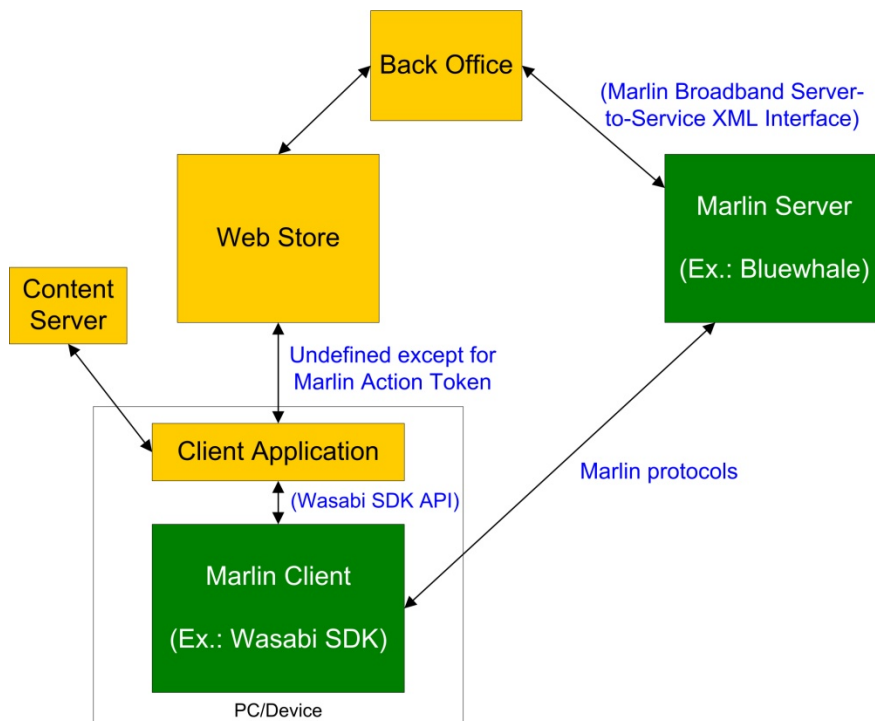 Back Office
(Marlin Broadband Server-
to-Service XML Interface)
Web Store
Marlin Server
(Ex.: Bluewhale)
Content
Server
Undefined except for
Marlin Action Token
Client Application
Marlin protocols
(Wasabi SDK API)
Marlin Client
(Ex.: Wasabi SDK)
PC/Device